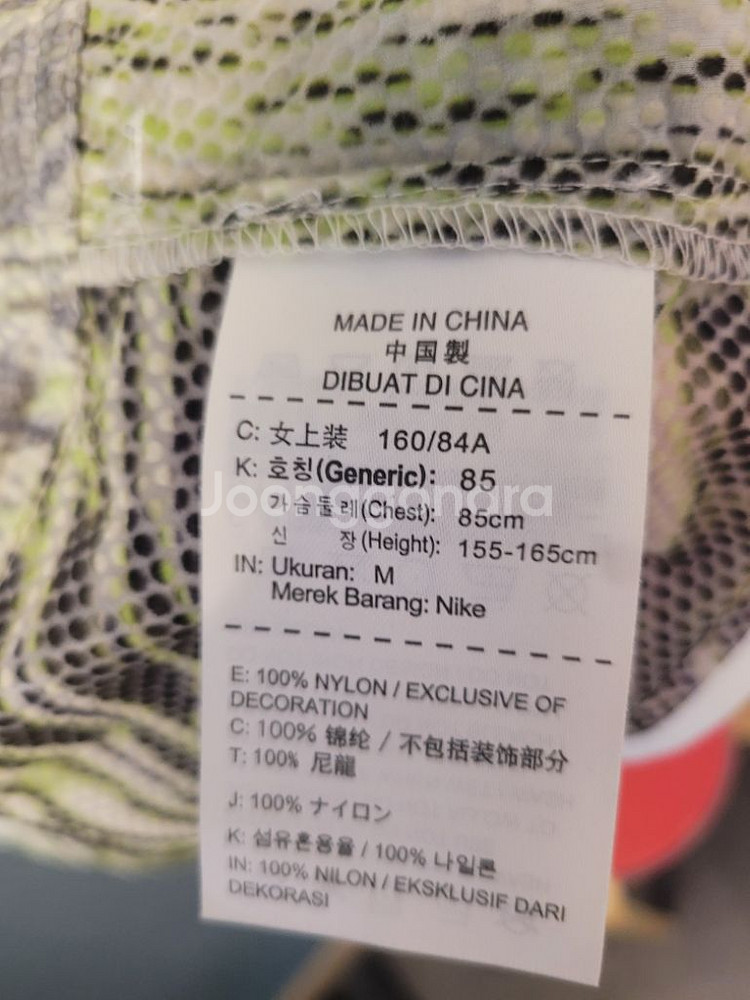 MADE IN CHINA
中国製
DIBUAT DI CINA
C: 女上装 160/84A
K: 호칭(Generic): 85
가슴둘레(Chest): 85cm
신 장(Height): 155-165cm
IN: Ukuran: M
Merek Barang: Nike
Joonggonara
E: 100% NYLON / EXCLUSIVE OF
DECORATION
C: 100% 锦纶 / 不包括装饰部分
T: 100% 尼龍
J: 100% ナイロン
K: 섬유혼용율 / 100% 나일론
IN: 100% NILON / EKSKLUSIF DARI
DEKORASI